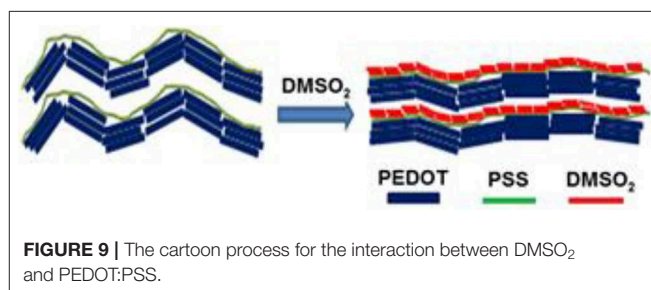 DMSO₂
PEDOT PSS DMSO₂
FIGURE 9 | The cartoon process for the interaction between DMSO₂
and PEDOT:PSS.